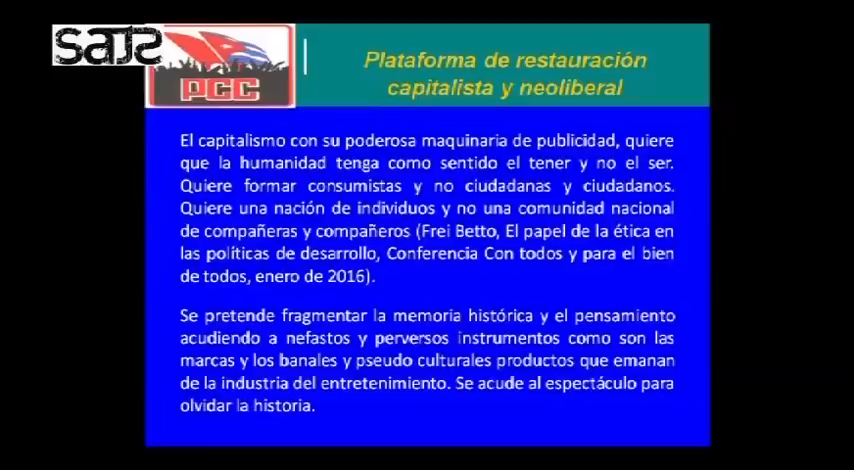 SATS
PCC
Plataforma de restauración
capitalista y neoliberal
El capitalismo con su poderosa maquinaria de publicidad, quiere
que la humanidad tenga como sentido el tener y no el ser.
Quiere formar consumistas y no ciudadanas y ciudadanos.
Quiere una nación de individuos y no una comunidad nacional
de compañeras y compañeros (Frei Betto, El papel de la ética en
las políticas de desarrollo, Conferencia Con todos y para el bien
de todos, enero de 2016).
Se pretende fragmentar la memoria histórica y el pensamiento
acudiendo a nefastos y perversos instrumentos como son las
marcas y los banales y pseudo culturales productos que emanan
de la industria del entretenimiento. Se acude al espectáculo para
olvidar la historia.